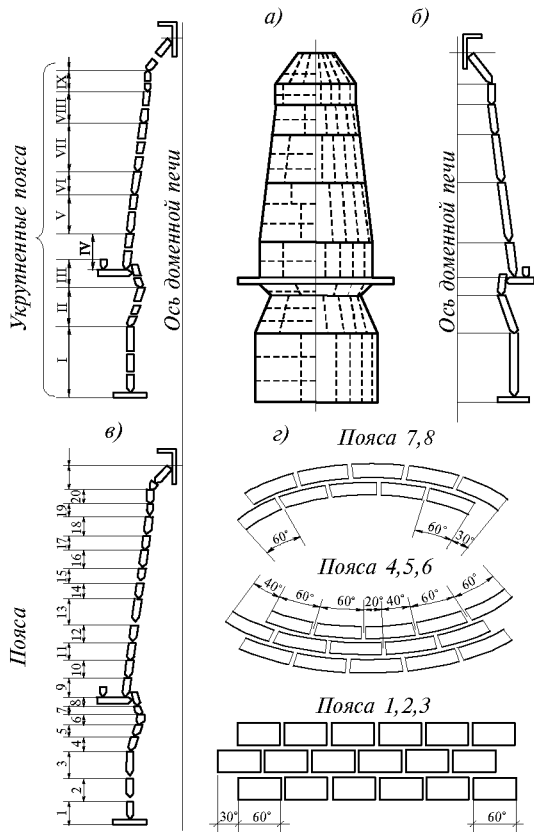 а)
б)
Укрупненные пояса
IX
VIII
VII
VI
V
IV
III
II
I
Ось доменной печи
Ось доменной печи
в)
г)
Пояса 7,8
60°
60°
30°
Пояса 4,5,6
40°
60°
60°
20°
40°
60°
60°
Пояса 1,2,3
30°
60°
60°
Пояса
20
19
18
17
16
15
14
13
12
11
10
9
8
7
6
5
4
3
2
1